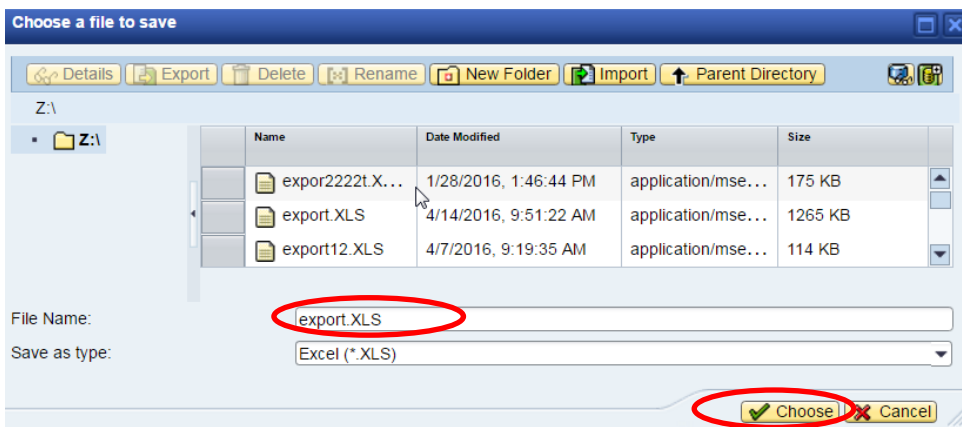 Choose a file to save
Details Export Delete Rename New Folder Import Parent Directory
Z:\
Z:\
Name Date Modified Type Size
expor2222t.X... 1/28/2016, 1:46:44 PM application/mse... 175 KB
export.XLS 4/14/2016, 9:51:22 AM application/mse... 1265 KB
export12.XLS 4/7/2016, 9:19:35 AM application/mse... 114 KB
File Name: export.XLS
Save as type: Excel (*.XLS)
Choose Cancel